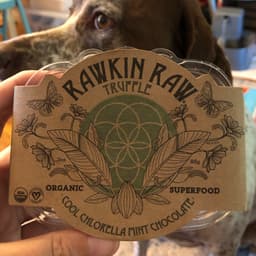 RAWKIN RAW
TRUFFLE
ORGANIC
SUPERFOOD
COOL CHLORELLA MINT CHOCOLATE